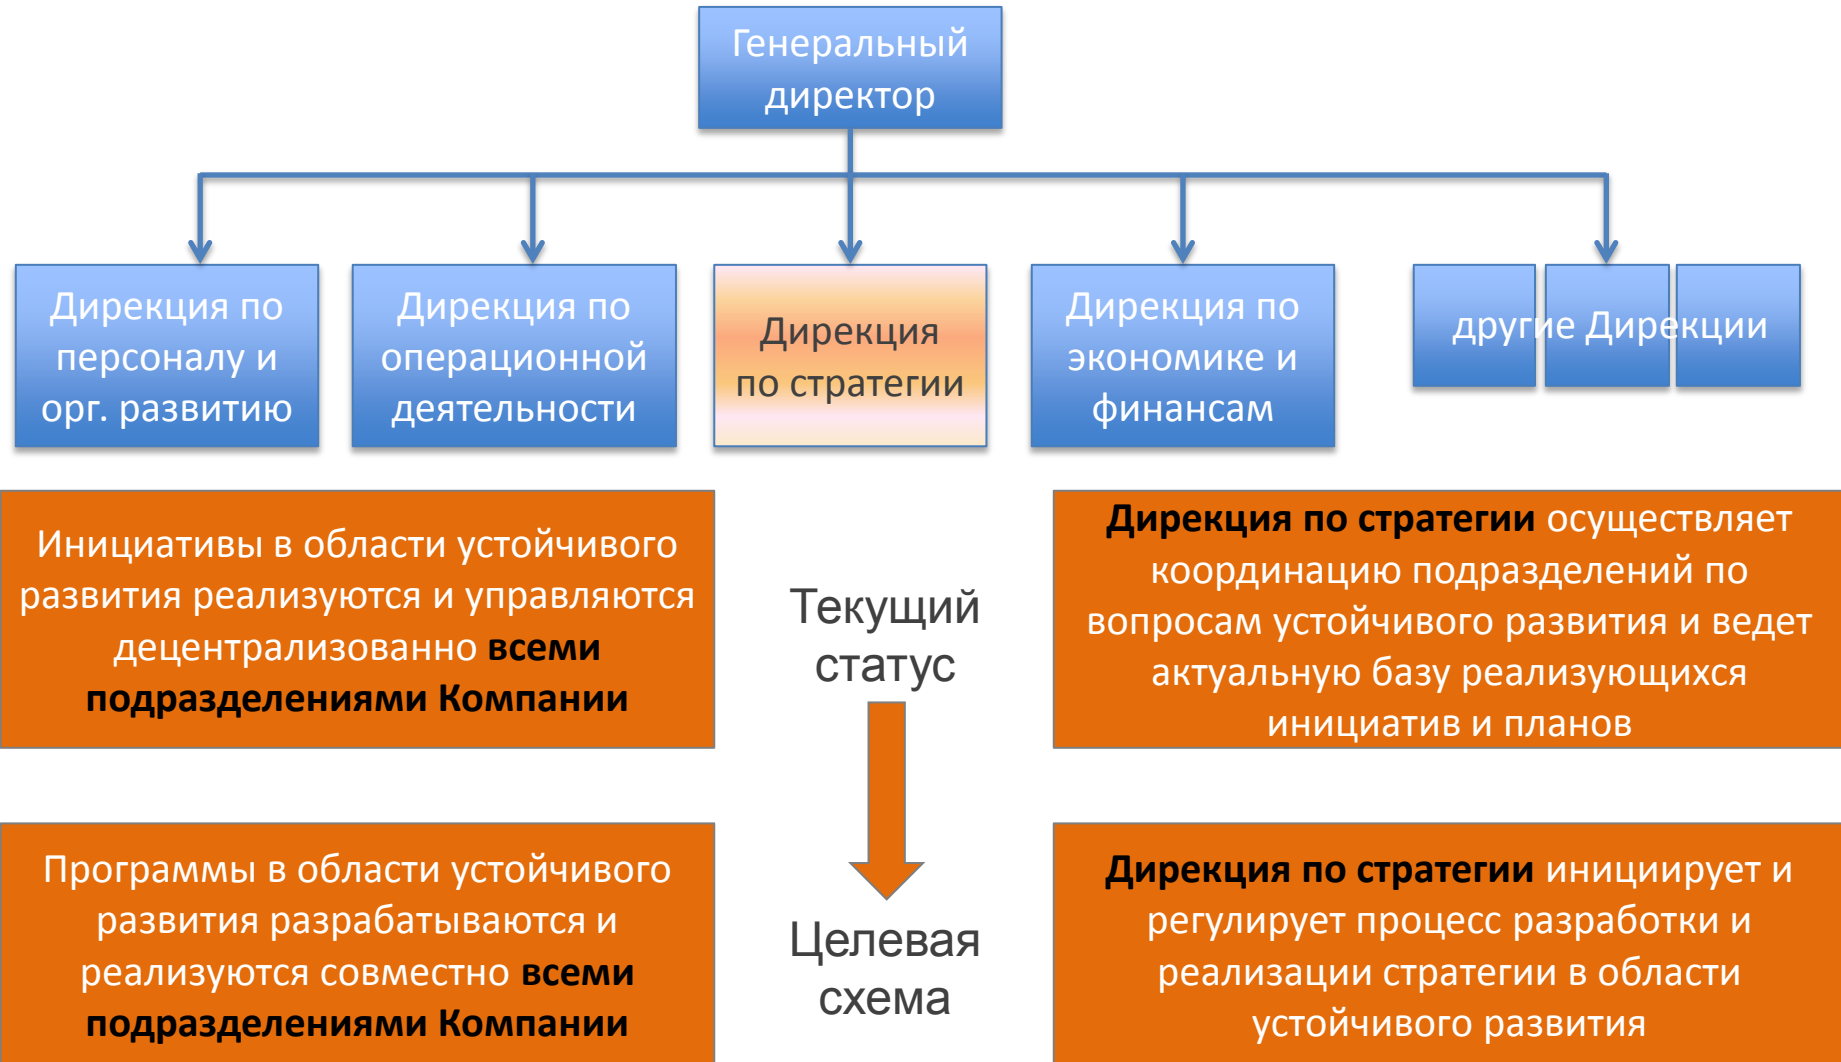 Генеральный
директор
Дирекция по
персоналу и
орг. развитию
Дирекция по
операционной
деятельности
Дирекция
по стратегии
Дирекция по
экономике и
финансам
другие Дирекции
Инициативы в области устойчивого
развития реализуются и управляются
децентрализованно всеми
подразделениями Компании
Текущий
статус
Дирекция по стратегии осуществляет
координацию подразделений по
вопросам устойчивого развития и ведет
актуальную базу реализующихся
инициатив и планов
Программы в области устойчивого
развития разрабатываются и
реализуются совместно всеми
подразделениями Компании
Целевая
схема
Дирекция по стратегии инициирует и
регулирует процесс разработки и
реализации стратегии в области
устойчивого развития